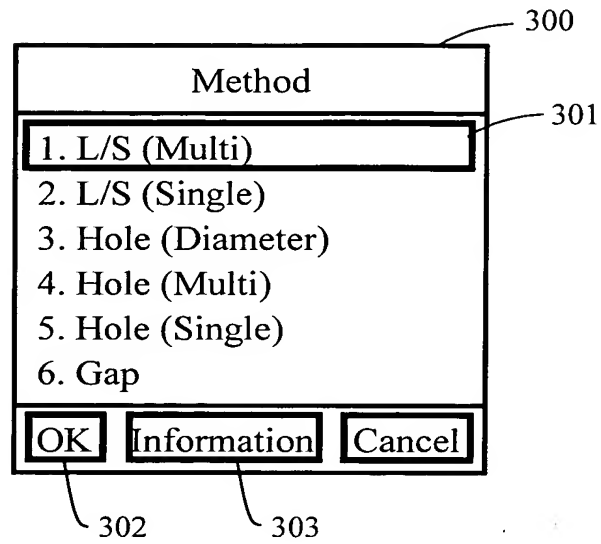 300
Method
301
1. L/S (Multi)
2. L/S (Single)
3. Hole (Diameter)
4. Hole (Multi)
5. Hole (Single)
6. Gap
OK Information Cancel
302 303